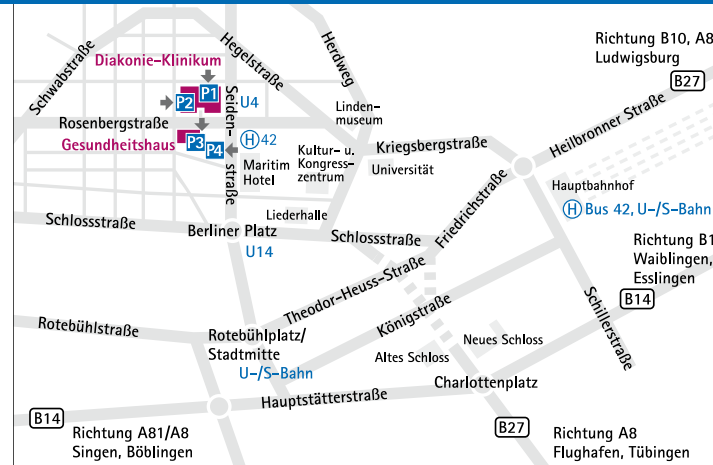 Schwabstraße
Hegelstraße
Herdweg
Richtung B10, A8
Ludwigsburg
B27
Diakonie-Klinikum
P1
P2
Seiden-
straße
U4
Linden-
museum
Heilbronner Straße
Rosenbergstraße
Gesundheitshaus
P3
P4
H 42
Maritim
Hotel
Kultur- u.
Kongress-
zentrum
Kriegsbergstraße
Universität
Hauptbahnhof
H Bus 42, U-/S-Bahn
Friedrichstraße
Liederhalle
Schlossstraße
Berliner Platz
U14
Schlossstraße
Richtung B1
Waiblingen,
Esslingen
B14
Theodor-Heuss-Straße
Schillerstraße
Königstraße
Rotebühlstraße
Rotebühlplatz/
Stadtmitte
U-/S-Bahn
Neues Schloss
Altes Schloss
Charlottenplatz
Hauptstätterstraße
B14
Richtung A81/A8
Singen, Böblingen
B27
Richtung A8
Flughafen, Tübingen